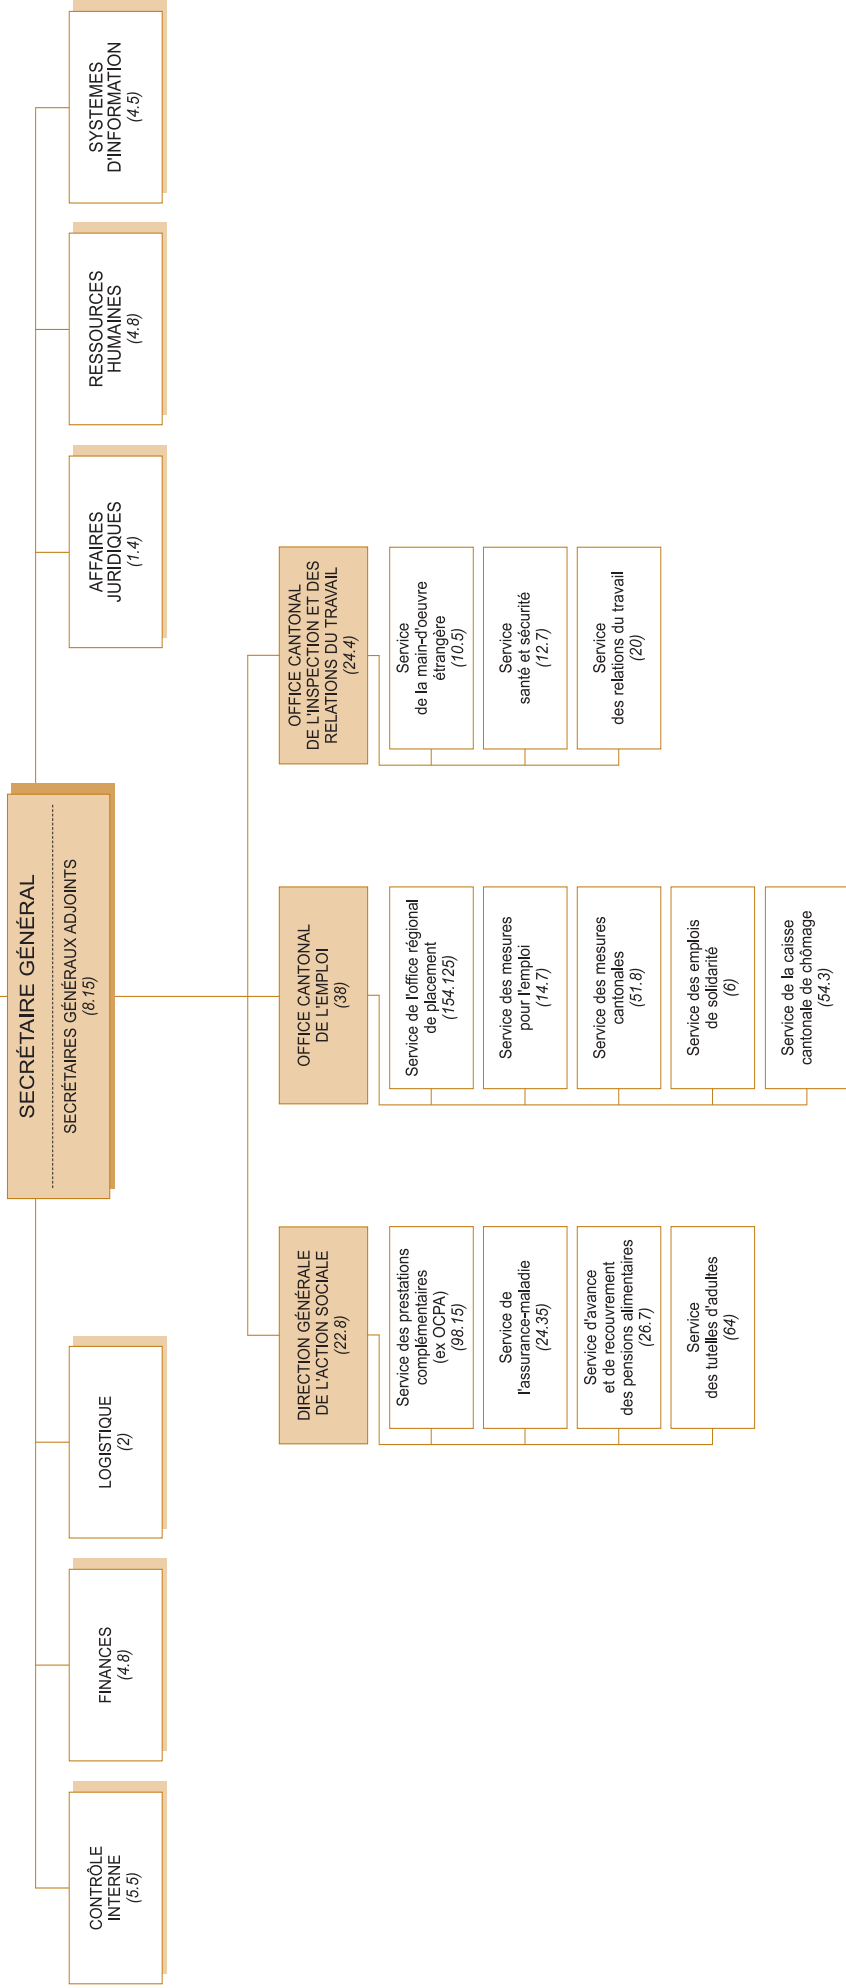 SECRÉTAIRE GÉNÉRAL
SECRÉTAIRES GÉNÉRAUX ADJOINTS
(8.15)
CONTRÔLE
INTERNE
(5.5)
FINANCES
(4.8)
LOGISTIQUE
(2)
AFFAIRES
JURIDIQUES
(1.4)
RESSOURCES
HUMAINES
(4.8)
SYSTEMES
D'INFORMATION
(4.5)
DIRECTION GÉNÉRALE
DE L'ACTION SOCIALE
(22.8)
Service des prestations
complémentaires
(ex OCPA)
(98.15)
Service de
l'assurance-maladie
(24.35)
Service d'avance
et de recouvrement
des pensions alimentaires
(26.7)
Service
des tutelles d'adultes
(64)
OFFICE CANTONAL
DE L'EMPLOI
(38)
Service de l'office régional
de placement
(154.125)
Service des mesures
pour l'emploi
(14.7)
Service des mesures
cantonales
(51.8)
Service des emplois
de solidarité
(6)
Service de la caisse
cantonale de chômage
(54.3)
OFFICE CANTONAL
DE L'INSPECTION ET DES
RELATIONS DU TRAVAIL
(24.4)
Service
de la main-d'oeuvre
étrangère
(10.5)
Service
santé et sécurité
(12.7)
Service
des relations du travail
(20)